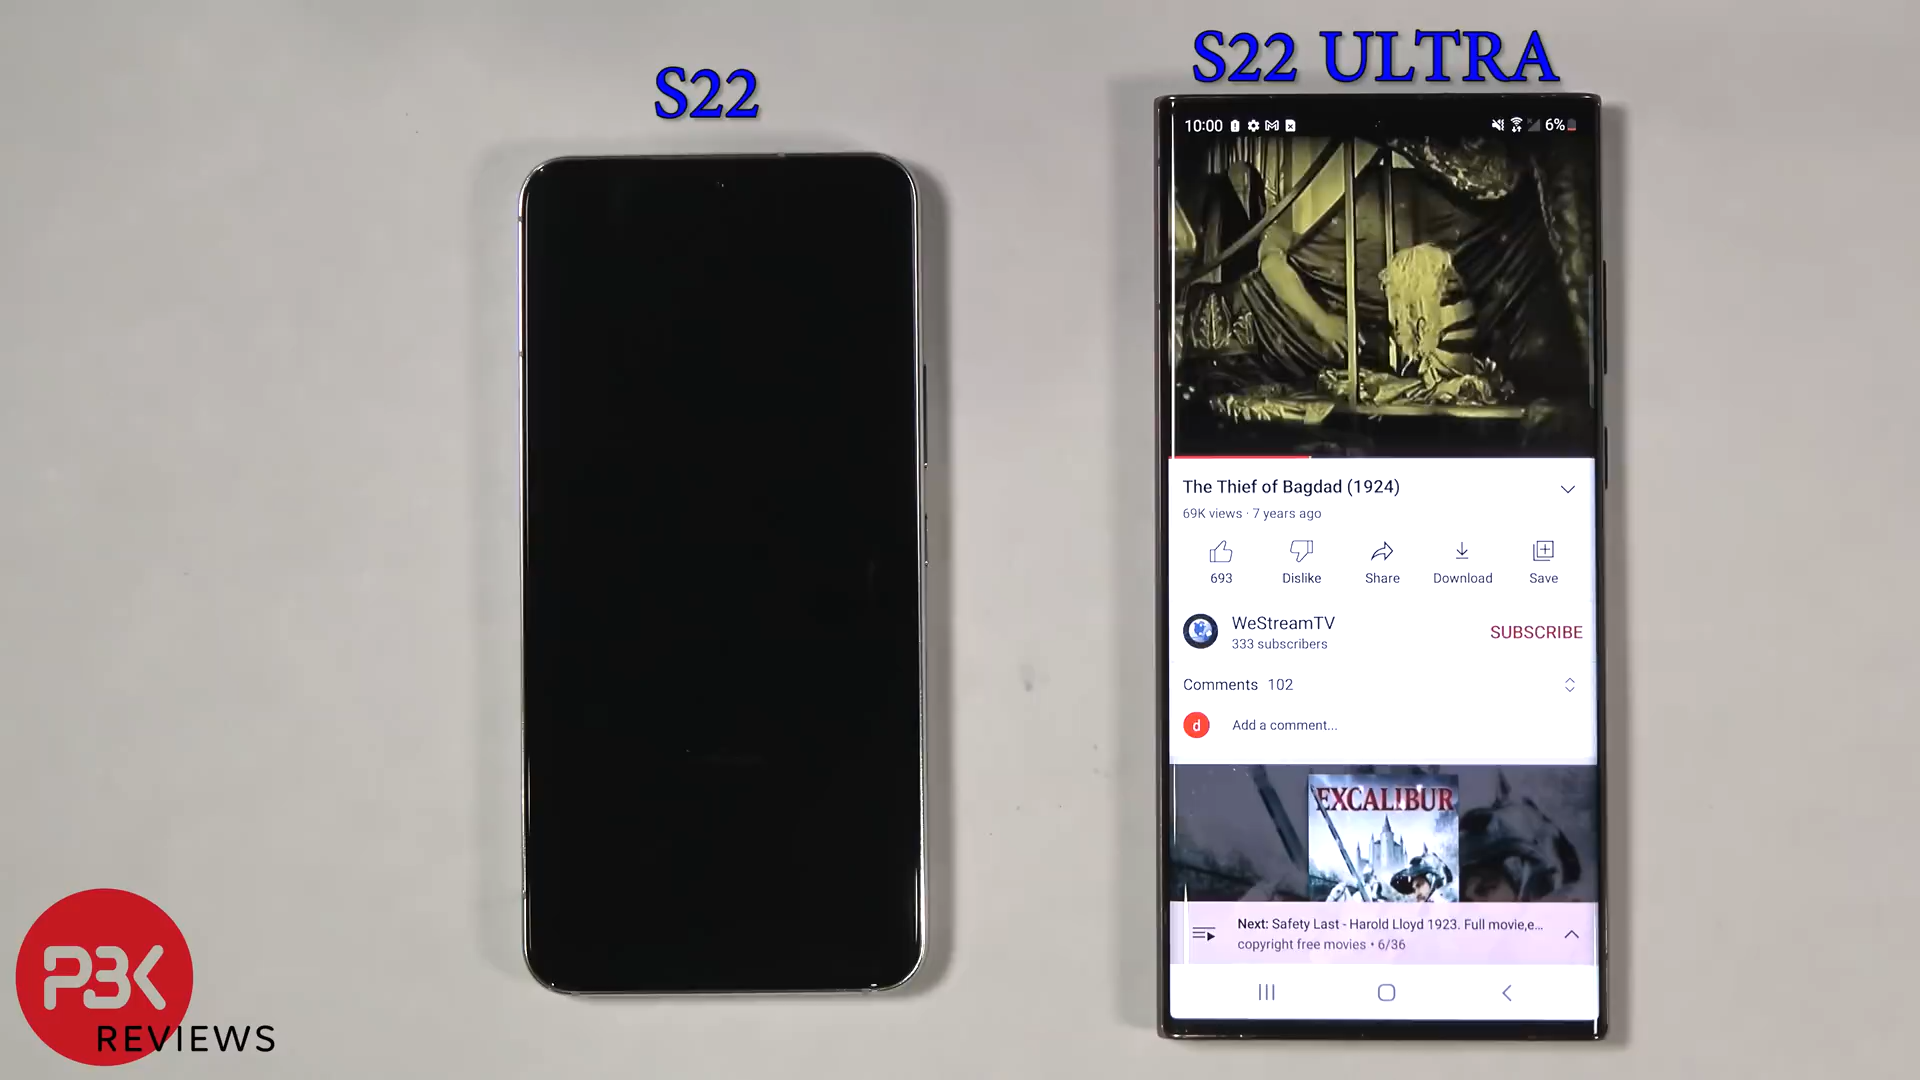 S22
S22 ULTRA
10:00
6%
The Thief of Bagdad (1924)
69K views · 7 years ago
693
Dislike
Share
Download
Save
WeStreamTV
333 subscribers
SUBSCRIBE
Comments 102
d
Add a comment...
EXCALIBUR
Next: Safety Last - Harold Lloyd 1923. Full movie,e...
copyright free movies • 6/36
PBK
REVIEWS